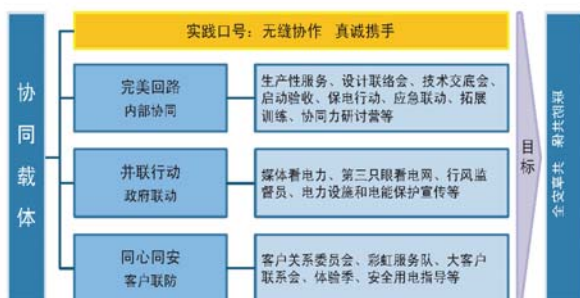 实践口号：无缝协作 真诚携手
协同载体
完美回路
内部协同
生产性服务、设计联络会、技术交底会、
启动验收、保电行动、应急联动、拓展
训练、协同力研讨营等
并联行动
政府联动
媒体看电力、第三只眼看电网、行风监
督员、电力设施和电能保护宣传等
同心同安
客户联防
客户关系委员会、彩虹服务队、大客户
联系会、体验季、安全用电指导等
目标
共享安全